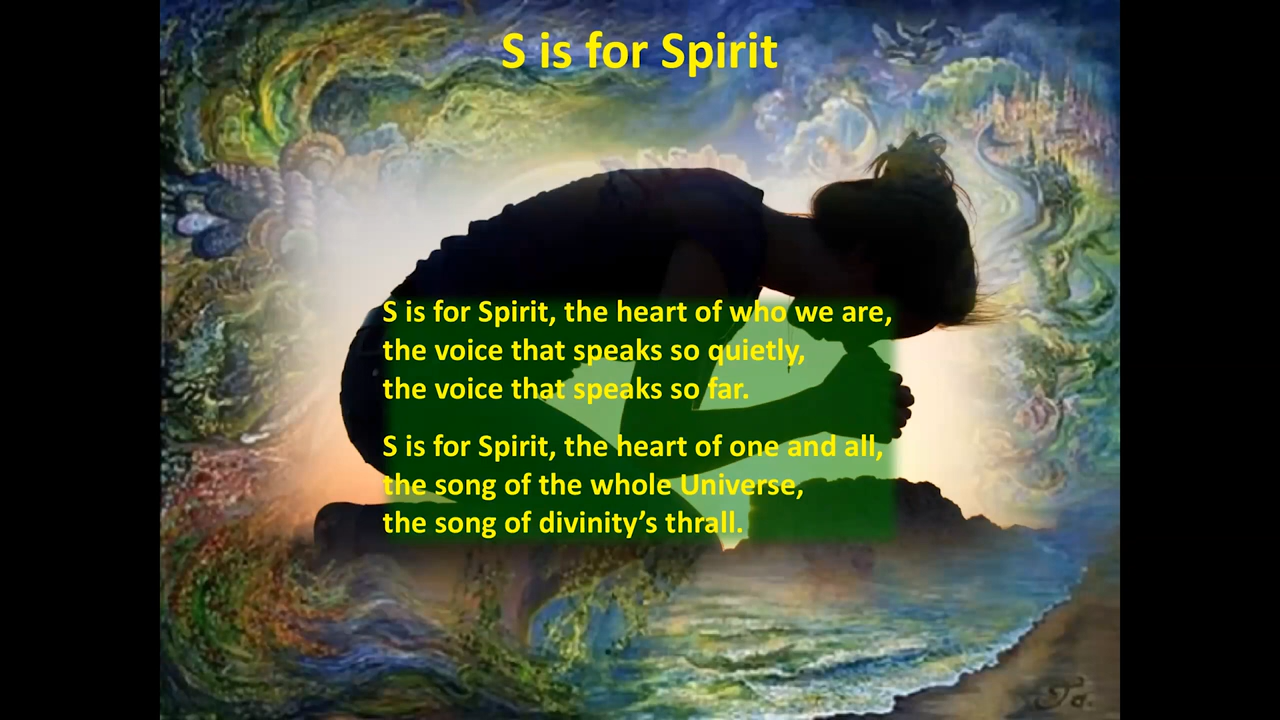 S is for Spirit
S is for Spirit, the heart of who we are,
the voice that speaks so quietly,
the voice that speaks so far.
S is for Spirit, the heart of one and all,
the song of the whole Universe,
the song of divinity’s thrall.